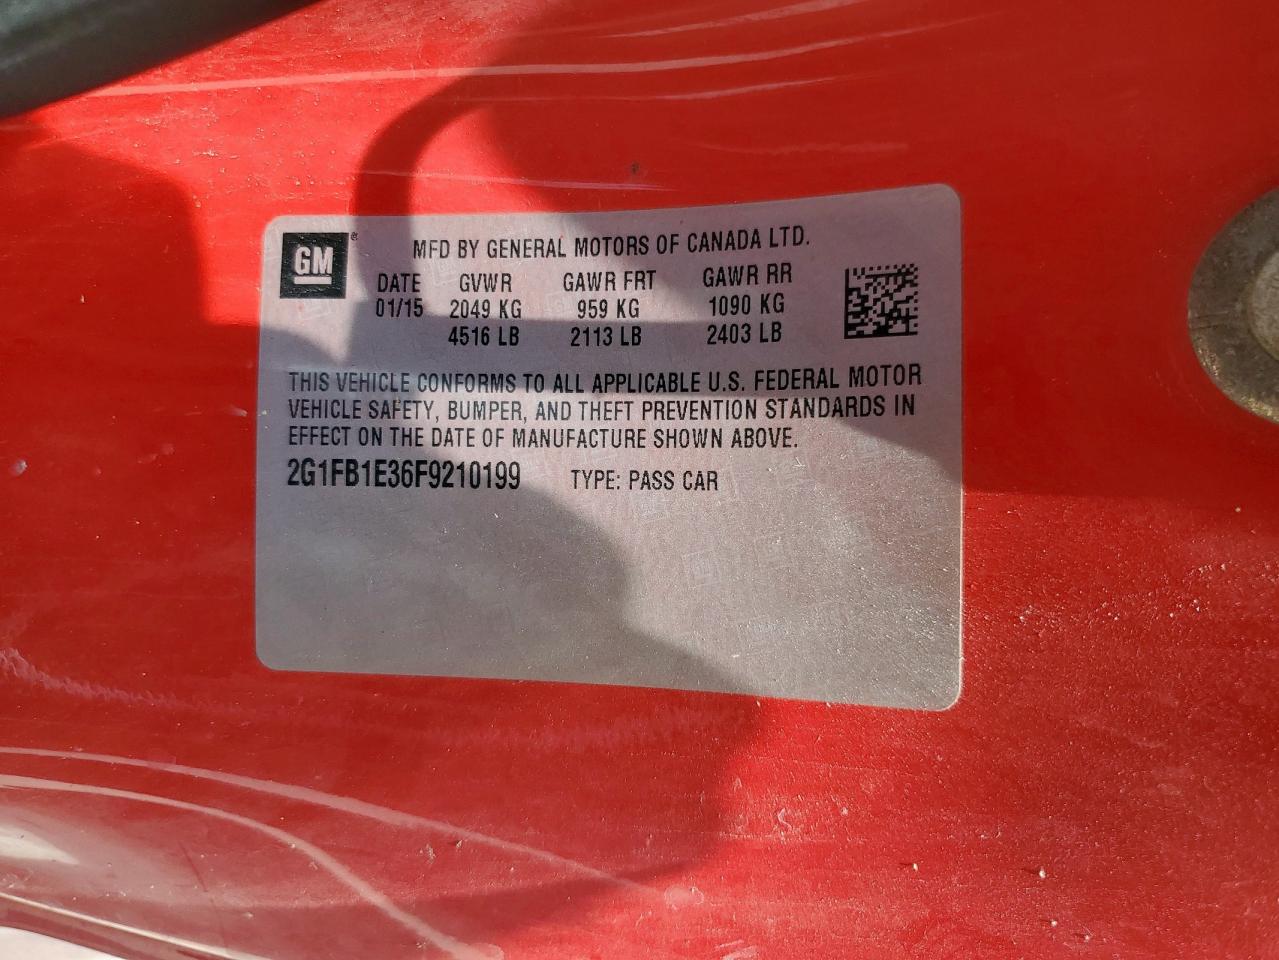 GM ®
MFD BY GENERAL MOTORS OF CANADA LTD.
DATE GVWR GAWR FRT GAWR RR
01/15 2049 KG 959 KG 1090 KG
4516 LB 2113 LB 2403 LB
THIS VEHICLE CONFORMS TO ALL APPLICABLE U.S. FEDERAL MOTOR
VEHICLE SAFETY, BUMPER, AND THEFT PREVENTION STANDARDS IN
EFFECT ON THE DATE OF MANUFACTURE SHOWN ABOVE.
2G1FB1E36F9210199 TYPE: PASS CAR